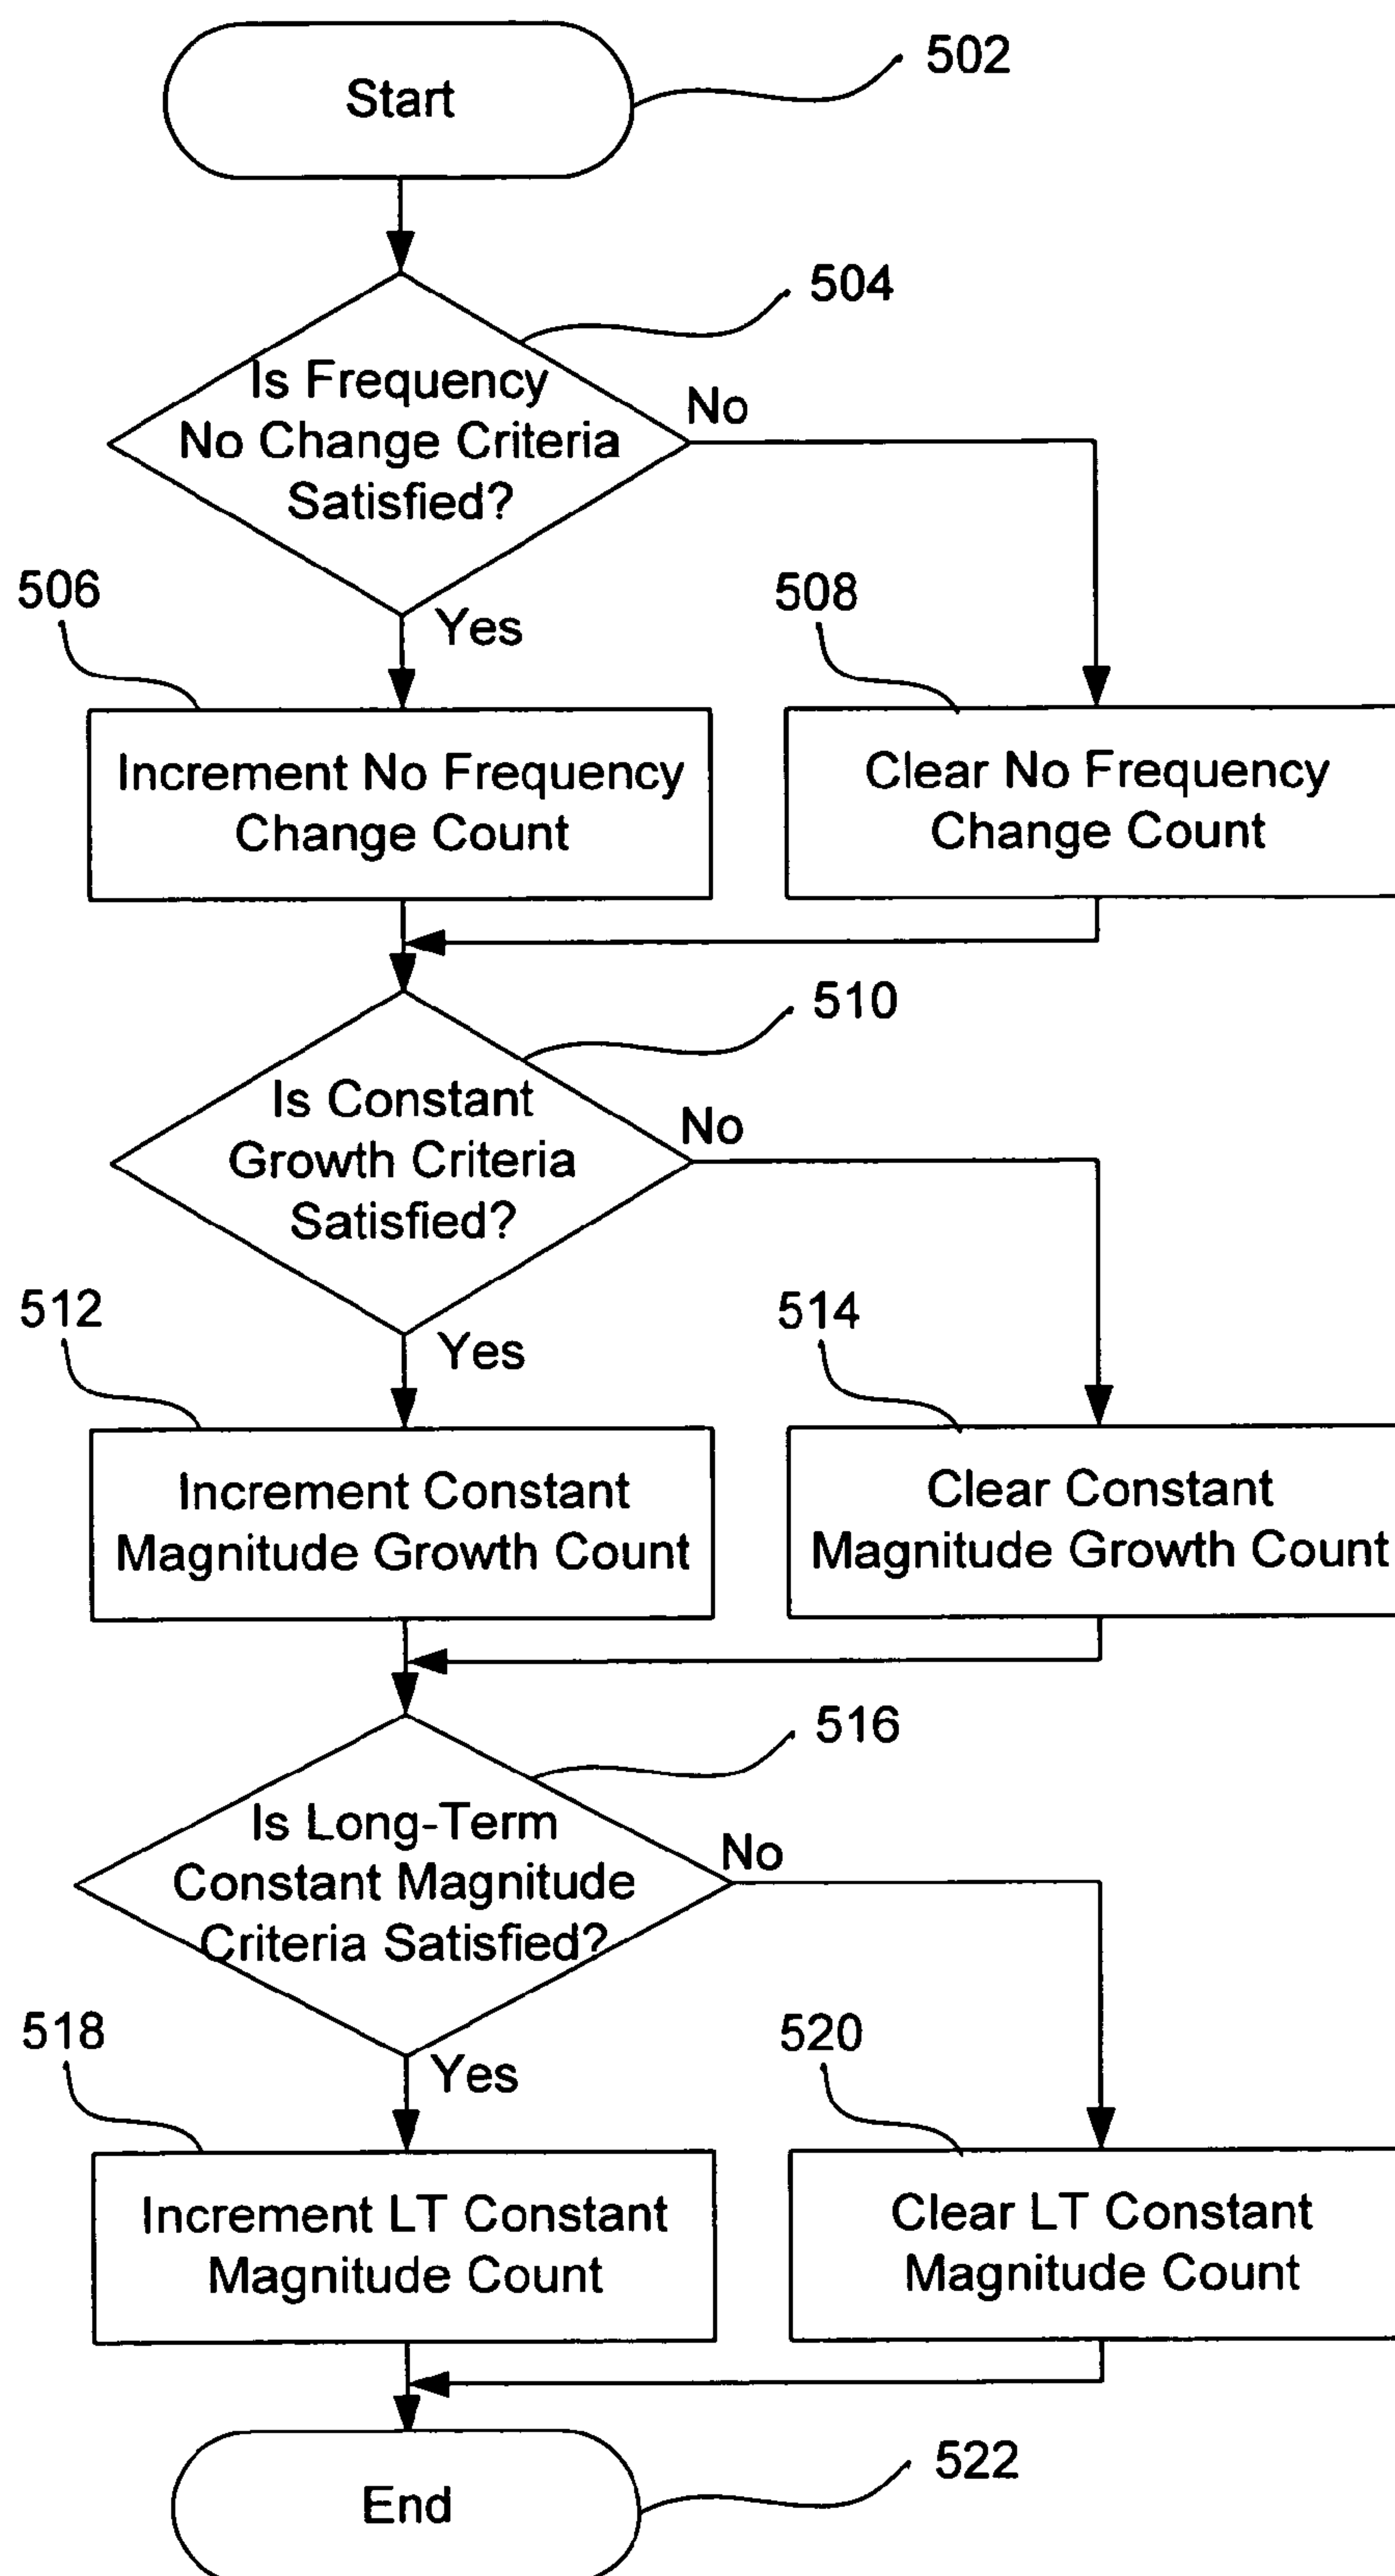 Start
502
504
Is Frequency
No Change Criteria
Satisfied?
No
Yes
506
508
Increment No Frequency
Change Count
Clear No Frequency
Change Count
510
Is Constant
Growth Criteria
Satisfied?
No
Yes
512
514
Increment Constant
Magnitude Growth Count
Clear Constant
Magnitude Growth Count
516
Is Long-Term
Constant Magnitude
Criteria Satisfied?
No
Yes
518
520
Increment LT Constant
Magnitude Count
Clear LT Constant
Magnitude Count
End
522